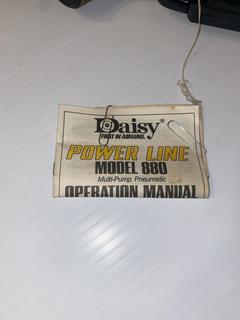 Daisy®
FIRST IN AIRGUNS.
POWER LINE
MODEL 880
Multi-Pump Pneumatic
OPERATION MANUAL